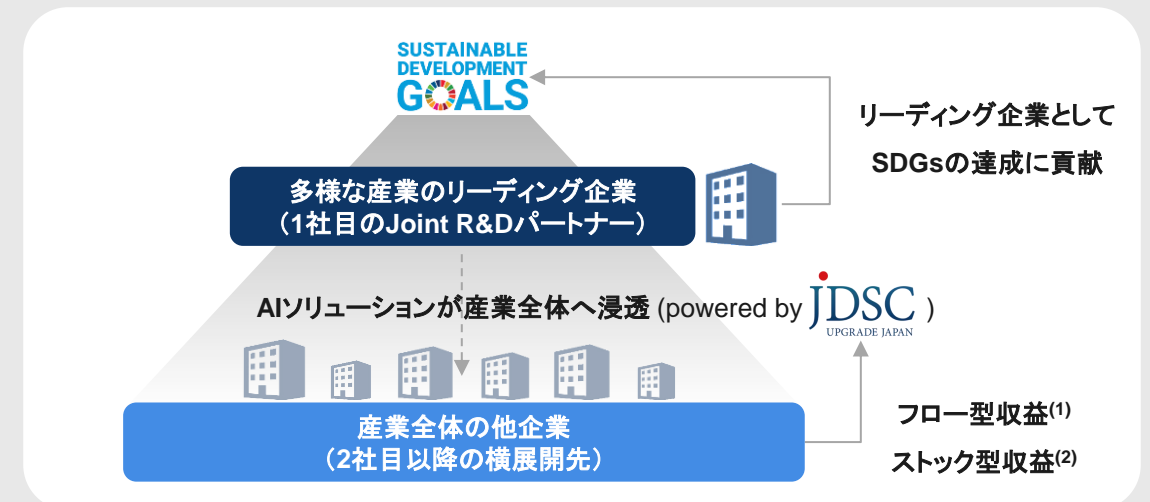 SUSTAINABLE
DEVELOPMENT
GOALS
リーディング企業として
SDGsの達成に貢献
多様な産業のリーディング企業
（1社目のJoint R&Dパートナー）
AIソリューションが産業全体へ浸透 (powered by JDSC )
UPGRADE JAPAN
産業全体の他企業
（2社目以降の横展開先）
フロー型収益(1)
ストック型収益(2)